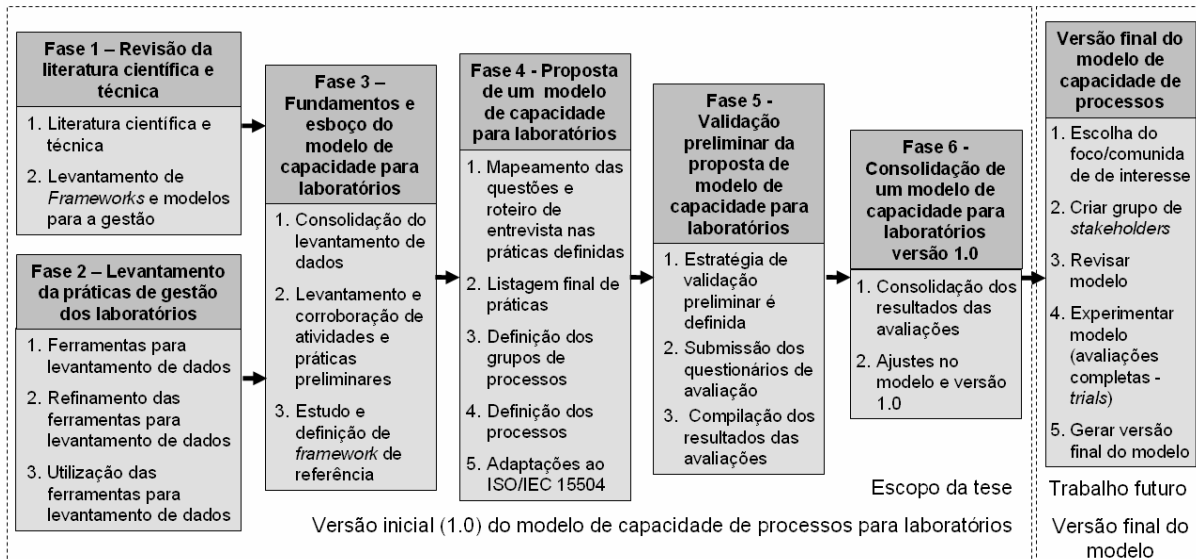 Fase 1 – Revisão da
literatura científica e
técnica
1. Literatura científica e
técnica
2. Levantamento de
Frameworks e modelos
para a gestão
Fase 2 – Levantamento
da práticas de gestão
dos laboratórios
1. Ferramentas para
levantamento de dados
2. Refinamento das
ferramentas para
levantamento de dados
3. Utilização das
ferramentas para
levantamento de dados
Fase 3 –
Fundamentos e
esboço do
modelo de
capacidade para
laboratórios
1. Consolidação do
levantamento de
dados
2. Levantamento e
corroboração de
atividades e
práticas
preliminares
3. Estudo e
definição de
framework de
referência
Fase 4 - Proposta
de um modelo
de capacidade
para laboratórios
1. Mapeamento das
questões e
roteiro de
entrevista nas
práticas definidas
2. Listagem final de
práticas
3. Definição dos
grupos de
processos
4. Definição dos
processos
5. Adaptações ao
ISO/IEC 15504
Fase 5 -
Validação
preliminar da
proposta de
modelo de
capacidade para
laboratórios
1. Estratégia de
validação
preliminar é
definida
2. Submissão dos
questionários de
avaliação
3. Compilação dos
resultados das
avaliações
Fase 6 -
Consolidação de
um modelo de
capacidade para
laboratórios
versão 1.0
1. Consolidação dos
resultados das
avaliações
2. Ajustes no
modelo e versão
1.0
Versão final do
modelo de
capacidade de
processos
1. Escolha do
foco/comunida
de de interesse
2. Criar grupo de
stakeholders
3. Revisar
modelo
4. Experimentar
modelo
(avaliações
completas -
trials)
5. Gerar versão
final do modelo
Escopo da tese
Versão inicial (1.0) do modelo de capacidade de processos para laboratórios
Trabalho futuro
Versão final do
modelo